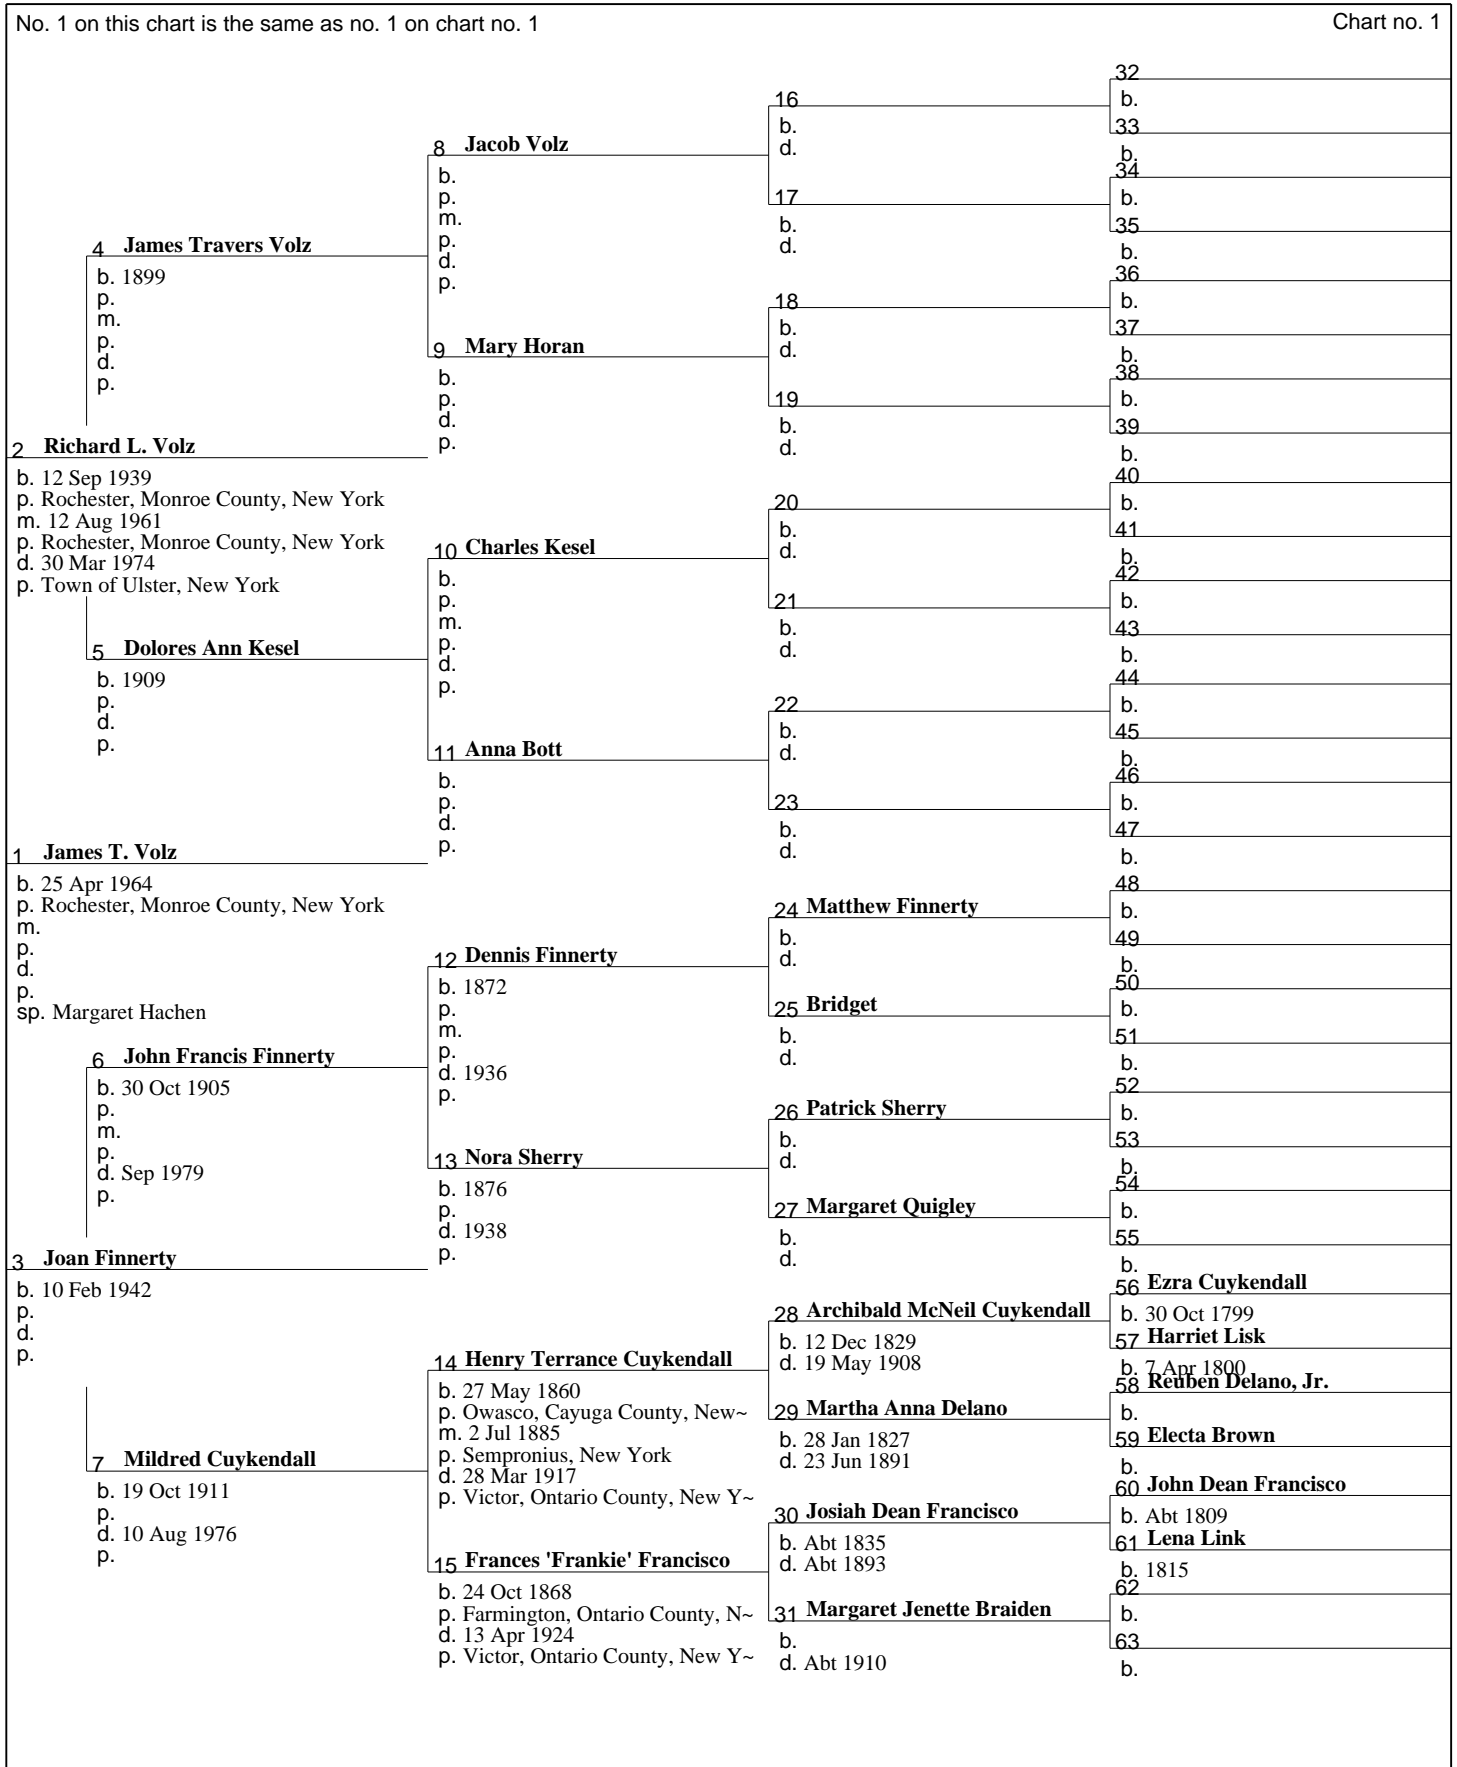 No. 1 on this chart is the same as no. 1 on chart no. 1
Chart no. 1
2 Richard L. Volz
b. 12 Sep 1939
p. Rochester, Monroe County, New York
m. 12 Aug 1961
p. Rochester, Monroe County, New York
d. 30 Mar 1974
p. Town of Ulster, New York
1 James T. Volz
b. 25 Apr 1964
p. Rochester, Monroe County, New York
m.
p.
d.
p.
sp. Margaret Hachen
3 Joan Finnerty
b. 10 Feb 1942
p.
d.
p.
4 James Travers Volz
b. 1899
p.
m.
p.
d.
p.
5 Dolores Ann Kesel
b. 1909
p.
d.
p.
6 John Francis Finnerty
b. 30 Oct 1905
p.
m.
p.
d. Sep 1979
p.
7 Mildred Cuykendall
b. 19 Oct 1911
p.
d. 10 Aug 1976
p.
8 Jacob Volz
b.
p.
m.
p.
d.
p.
9 Mary Horan
b.
p.
d.
p.
10 Charles Kesel
b.
p.
m.
p.
d.
p.
11 Anna Bott
b.
p.
d.
p.
12 Dennis Finnerty
b. 1872
p.
m.
p.
d. 1936
p.
13 Nora Sherry
b. 1876
p.
d. 1938
p.
14 Henry Terrance Cuykendall
b. 27 May 1860
p. Owasco, Cayuga County, New~
m. 2 Jul 1885
p. Sempronius, New York
d. 28 Mar 1917
p. Victor, Ontario County, New Y~
15 Frances 'Frankie' Francisco
b. 24 Oct 1868
p. Farmington, Ontario County, N~
d. 13 Apr 1924
p. Victor, Ontario County, New Y~
16
b.
d.
17
b.
d.
18
b.
d.
19
b.
d.
20
b.
d.
21
b.
d.
22
b.
d.
23
b.
d.
24 Matthew Finnerty
b.
d.
25 Bridget
b.
d.
26 Patrick Sherry
b.
d.
27 Margaret Quigley
b.
d.
28 Archibald McNeil Cuykendall
b. 12 Dec 1829
d. 19 May 1908
29 Martha Anna Delano
b. 28 Jan 1827
d. 23 Jun 1891
30 Josiah Dean Francisco
b. Abt 1835
d. Abt 1893
31 Margaret Jenette Braiden
b.
d. Abt 1910
32
b.
33
b.
34
b.
35
b.
36
b.
37
b.
38
b.
39
b.
40
b.
41
b.
42
b.
43
b.
44
b.
45
b.
46
b.
47
b.
48
b.
49
b.
50
b.
51
b.
52
b.
53
b.
54
b.
55
b.
56 Ezra Cuykendall
b. 30 Oct 1799
57 Harriet Lisk
b. 7 Apr 1800
58 Reuben Delano, Jr.
b.
59 Electa Brown
b.
60 John Dean Francisco
b. Abt 1809
61 Lena Link
b. 1815
62
b.
63
b.